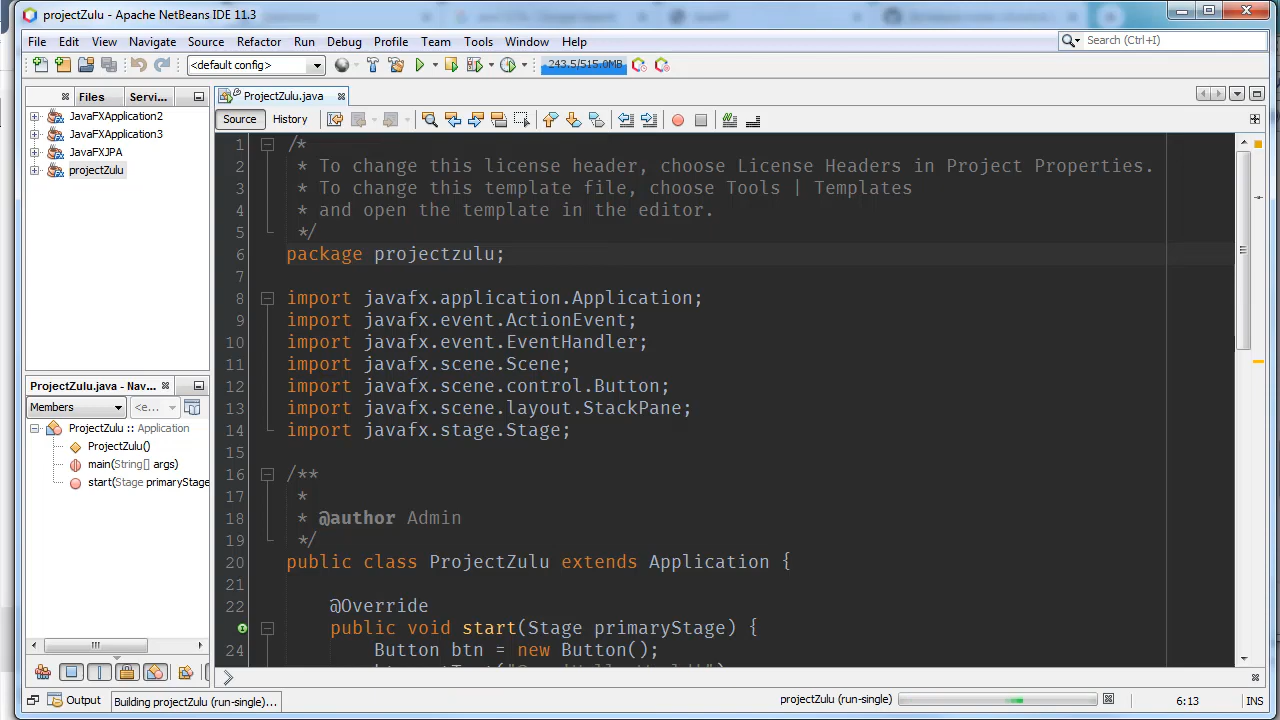 projectZulu - Apache NetBeans IDE 11.3
File Edit View Navigate Source Refactor Run Debug Profile Team Tools Window Help
Search (Ctrl+I)
<default config>
243.5/515.0MB
Files Servi...
ProjectZulu.java
Source History
JavaFXApplication2
JavaFXApplication3
JavaFXJPA
projectZulu
ProjectZulu.java - Nav...
Members
<e...
ProjectZulu :: Application
ProjectZulu()
main(String[] args)
start(Stage primaryStage
1 /*
2 * To change this license header, choose License Headers in Project Properties.
3 * To change this template file, choose Tools | Templates
4 * and open the template in the editor.
5 */
6 package projectzulu;
7
8 import javafx.application.Application;
9 import javafx.event.ActionEvent;
10 import javafx.event.EventHandler;
11 import javafx.scene.Scene;
12 import javafx.scene.control.Button;
13 import javafx.scene.layout.StackPane;
14 import javafx.stage.Stage;
15
16 /**
17 *
18 * @author Admin
19 */
20 public class ProjectZulu extends Application {
21
22 @Override
public void start(Stage primaryStage) {
24 Button btn = new Button();
Output
Building projectZulu (run-single)...
projectZulu (run-single)
6:13
INS